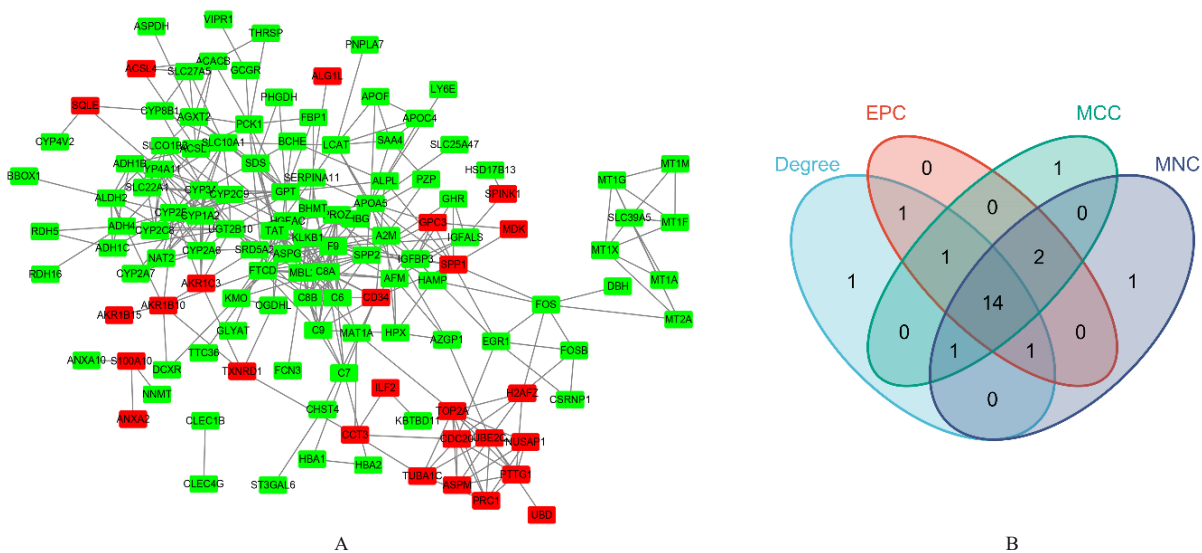 ASPDH
VIPR1
THRSP
ACACB
ACSL4
SLC27A5
GCGR
PNPLA7
ALG1L
SQLE
CYP8B1
AGXT2
PHGDH
FBP1
APOF
LY6E
APOC4
PCK1
CYP4V2
SLC10A1
BCHE
LCAT
SAA4
SLC25A47
ADH1B
ACSL
SDS
SERPINA11
HSD17B13
BBOX1
YP4A11
SLC22A1
CYP2C9
GPT
ALPL
PZP
SPINK1
ALDH2
BHMT
APOA5
GHR
CYP1A2
PROZ
GPC3
MDK
RDH5
ADH4
CYP2C8
UGT2B10
TAT
KLKB1
A2M
IGFALS
ADH1C
NAT2
CYP2A6
SRD5A2
ASPG
F9
SPP2
IGFBP3
SPP1
RDH16
CYP2A7
AKR1C3
FTCD
MBL
C8A
AFM
HAMP
AKR1B15
AKR1B10
KMO
OGDHL
C8B
C6
CD34
FOS
DBH
GLYAT
C9
MAT1A
HPX
AZGP1
EGR1
FOSB
ANXA10
S100A10
TTC36
DCXR
TXNRD1
FCN3
C7
NNMT
ILF2
H2AFZ
CSRNP1
ANXA2
CLEC1B
CHST4
KBTBD11
TOP2A
CCT3
CDC20
UBE2C
NUSAP1
HBA1
HBA2
TUBA1C
ASPM
PTTG1
CLEC4G
ST3GAL6
PRC1
UBD
MT1M
MT1G
SLC39A5
MT1F
MT1X
MT1A
MT2A
A
EPC
MCC
Degree
MNC
0
1
1
0
0
1
1
2
1
14
0
0
1
1
0
B